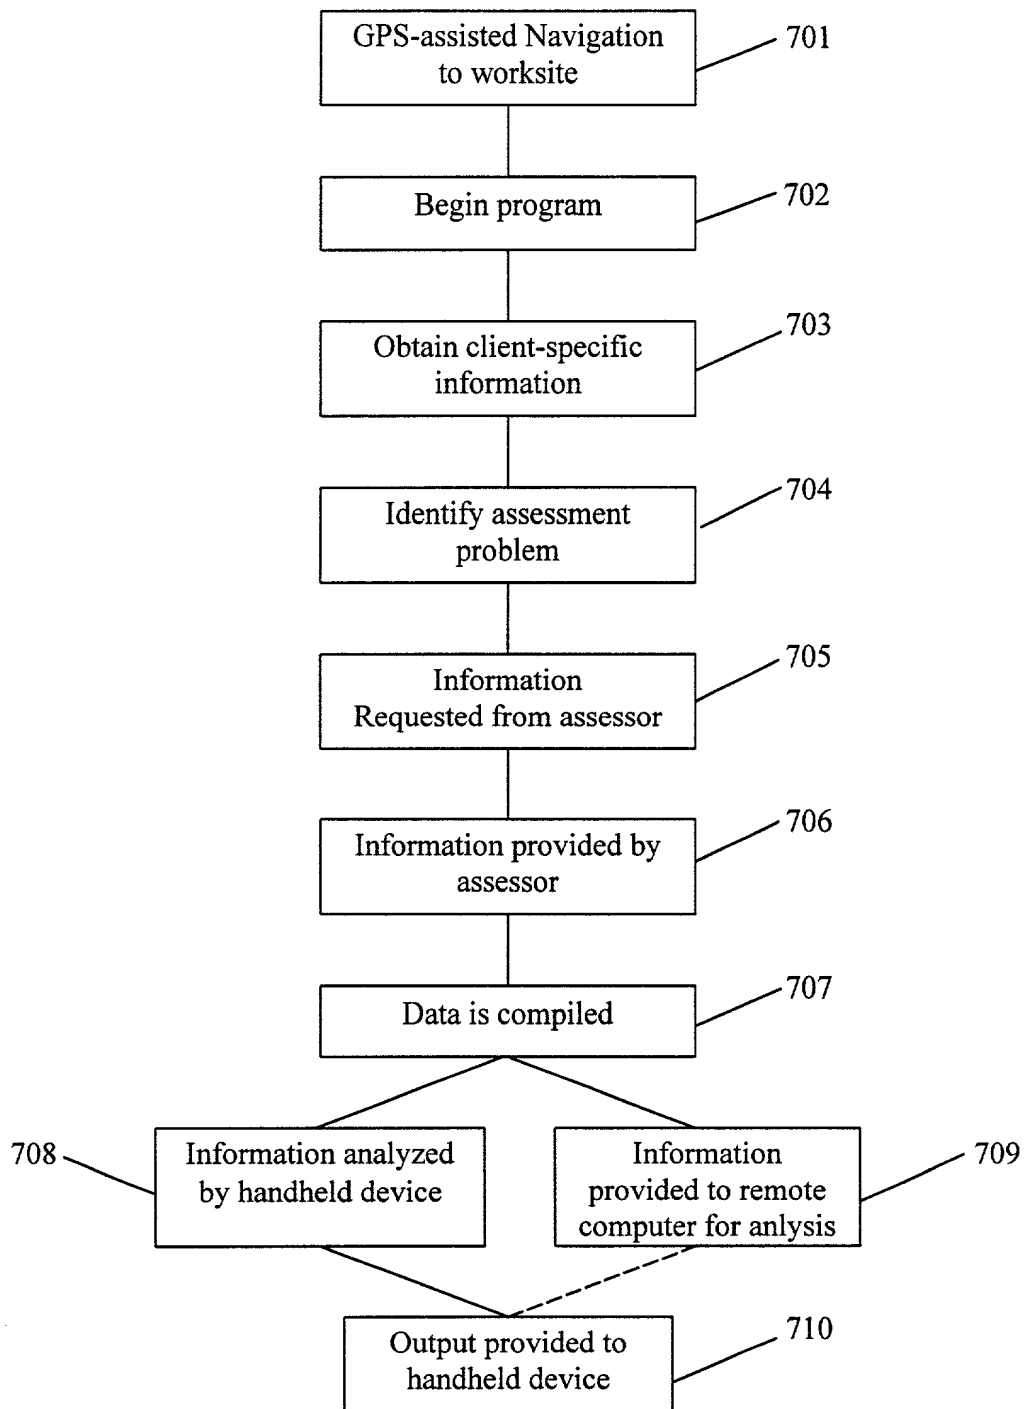 GPS-assisted Navigation
to worksite
701
Begin program
702
Obtain client-specific
information
703
Identify assessment
problem
704
Information
Requested from assessor
705
Information provided by
assessor
706
Data is compiled
707
708
Information analyzed
by handheld device
Information
provided to remote
computer for anlysis
709
Output provided to
handheld device
710